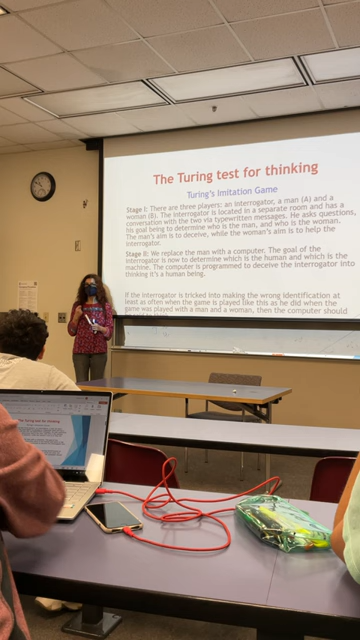 The Turing test for thinking
Turing's Imitation Game
Stage I: There are three players: an interrogator, a man (A) and a
woman (B). The interrogator is located in a separate room and has a
conversation with the two via typewritten messages. He asks questions,
his goal being to determine who is the man, and who is the woman.
The man's aim is to deceive, while the woman's aim is to help the
interrogator.
Stage II: We replace the man with a computer. The goal of the
interrogator is now to determine which is the human and which is the
machine. The computer is programmed to deceive the interrogator into
thinking it's a human being.
If the interrogator is tricked into making the wrong identification at
least as often when the game is played like this as he did when the
game was played with a man and a woman, then the computer should
The Turing test for thinking